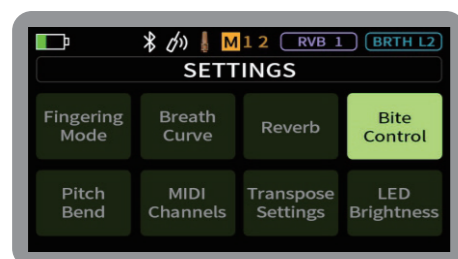 M 1 2 RVB 1 BRTH L2
SETTINGS
Fingering Mode
Breath Curve
Reverb
Bite Control
Pitch Bend
MIDI Channels
Transpose Settings
LED Brightness